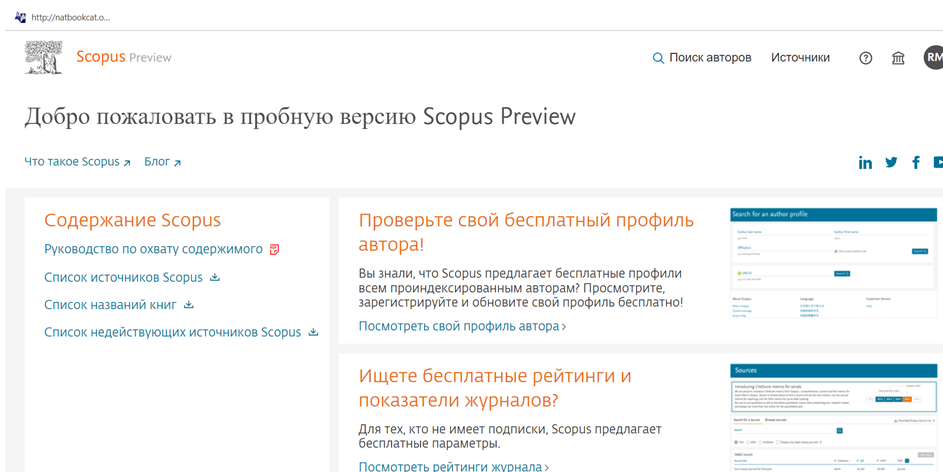 http://natbookcat.o...
Scopus Preview
Поиск авторов
Источники
RM
Добро пожаловать в пробную версию Scopus Preview
Что такое Scopus
Блог
Содержание Scopus
Руководство по охвату содержимого
Список источников Scopus
Список названий книг
Список недействующих источников Scopus
Проверьте свой бесплатный профиль
автора!
Вы знали, что Scopus предлагает бесплатные профили
всем проиндексированным авторам? Просмотрите,
зарегистрируйте и обновите свой профиль бесплатно!
Посмотреть свой профиль автора
Search for an author profile
Ищете бесплатные рейтинги и
показатели журналов?
Для тех, кто не имеет подписки, Scopus предлагает
бесплатные параметры.
Посмотреть рейтинги журнала
Sources